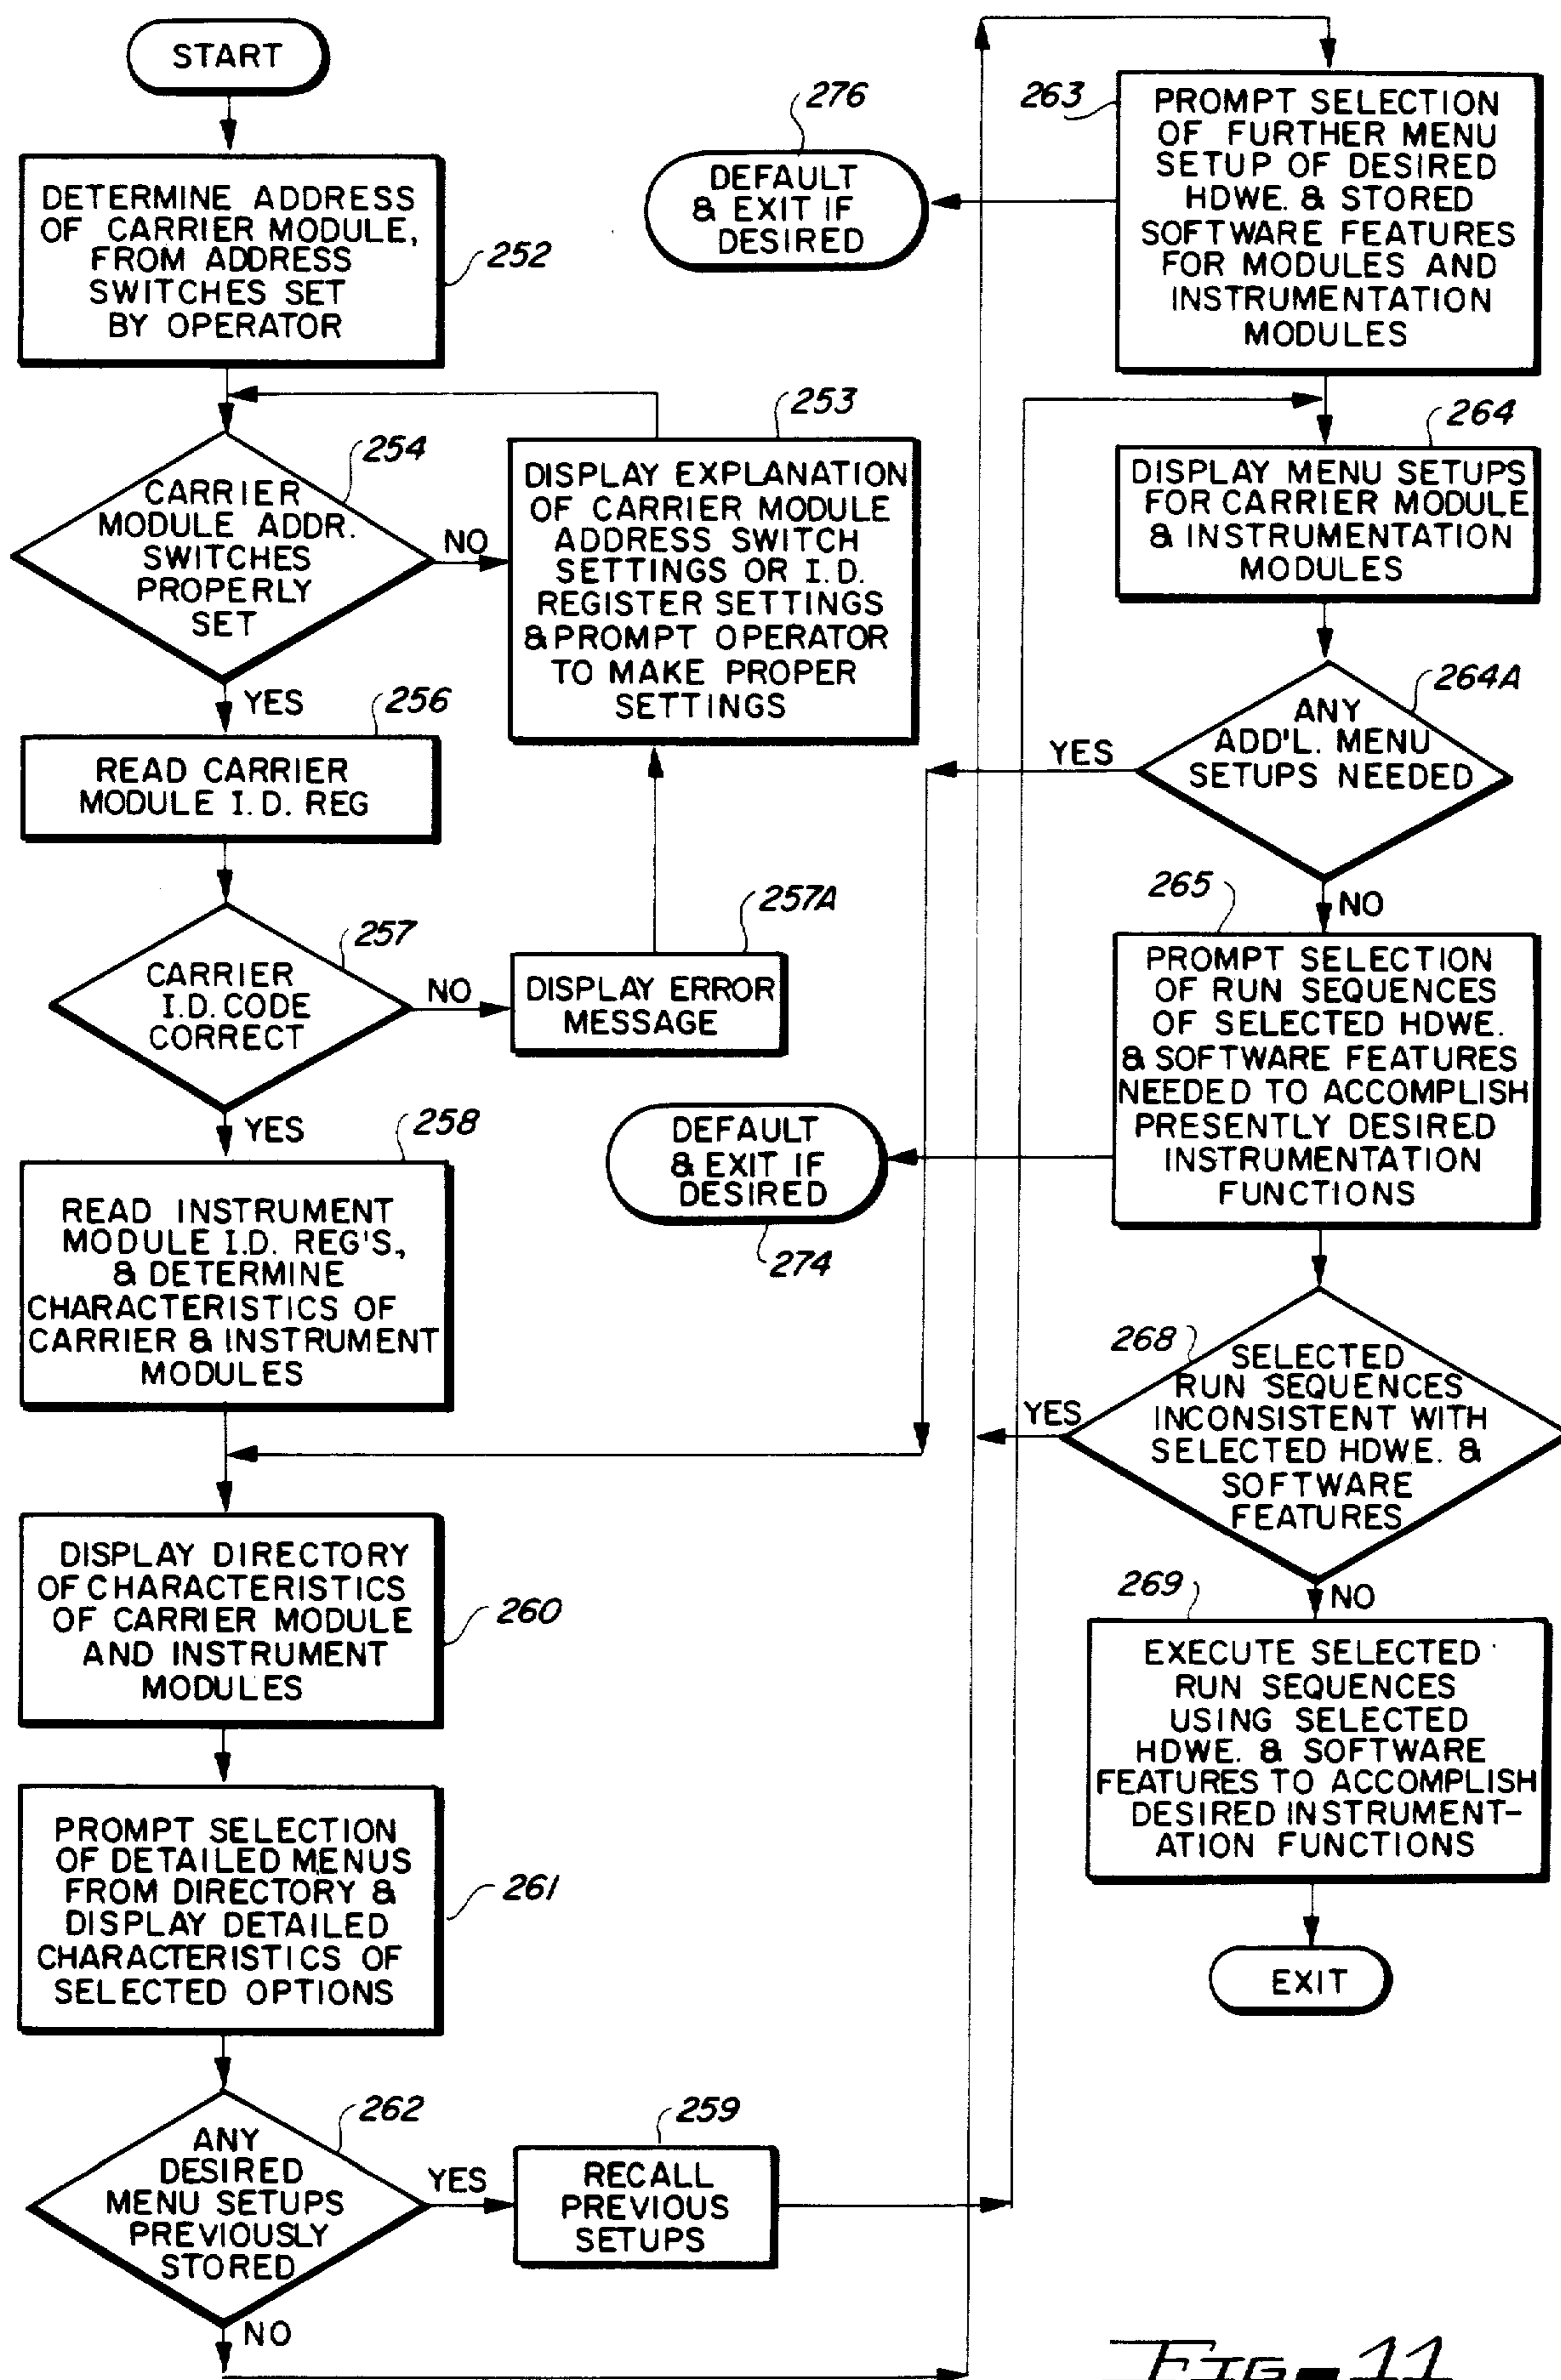 START
DETERMINE ADDRESS
OF CARRIER MODULE,
FROM ADDRESS
SWITCHES SET
BY OPERATOR
252
253
254
CARRIER
MODULE ADDR.
SWITCHES
PROPERLY
SET
NO
DISPLAY EXPLANATION
OF CARRIER MODULE
ADDRESS SWITCH
SETTINGS OR I.D.
REGISTER SETTINGS
& PROMPT OPERATOR
TO MAKE PROPER
SETTINGS
YES
256
READ CARRIER
MODULE I.D. REG
257
CARRIER
I.D. CODE
CORRECT
NO
257A
DISPLAY ERROR
MESSAGE
YES
258
READ INSTRUMENT
MODULE I.D. REG'S,
& DETERMINE
CHARACTERISTICS OF
CARRIER & INSTRUMENT
MODULES
DISPLAY DIRECTORY
OF CHARACTERISTICS
OF CARRIER MODULE
AND INSTRUMENT
MODULES
260
PROMPT SELECTION
OF DETAILED MENUS
FROM DIRECTORY &
DISPLAY DETAILED
CHARACTERISTICS OF
SELECTED OPTIONS
261
262
ANY
DESIRED
MENU SETUPS
PREVIOUSLY
STORED
YES
259
RECALL
PREVIOUS
SETUPS
NO
276
DEFAULT
& EXIT IF
DESIRED
263
PROMPT SELECTION
OF FURTHER MENU
SETUP OF DESIRED
HDWE. & STORED
SOFTWARE FEATURES
FOR MODULES AND
INSTRUMENTATION
MODULES
264
DISPLAY MENU SETUPS
FOR CARRIER MODULE
& INSTRUMENTATION
MODULES
264A
ANY
ADD'L. MENU
SETUPS NEEDED
YES
NO
265
PROMPT SELECTION
OF RUN SEQUENCES
OF SELECTED HDWE.
& SOFTWARE FEATURES
NEEDED TO ACCOMPLISH
PRESENTLY DESIRED
INSTRUMENTATION
FUNCTIONS
DEFAULT
& EXIT IF
DESIRED
274
268
SELECTED
RUN SEQUENCES
INCONSISTENT WITH
SELECTED HDWE. &
SOFTWARE
FEATURES
YES
NO
269
EXECUTE SELECTED
RUN SEQUENCES
USING SELECTED
HDWE. & SOFTWARE
FEATURES TO ACCOMPLISH
DESIRED INSTRUMENT-
ATION FUNCTIONS
EXIT
FIG-11